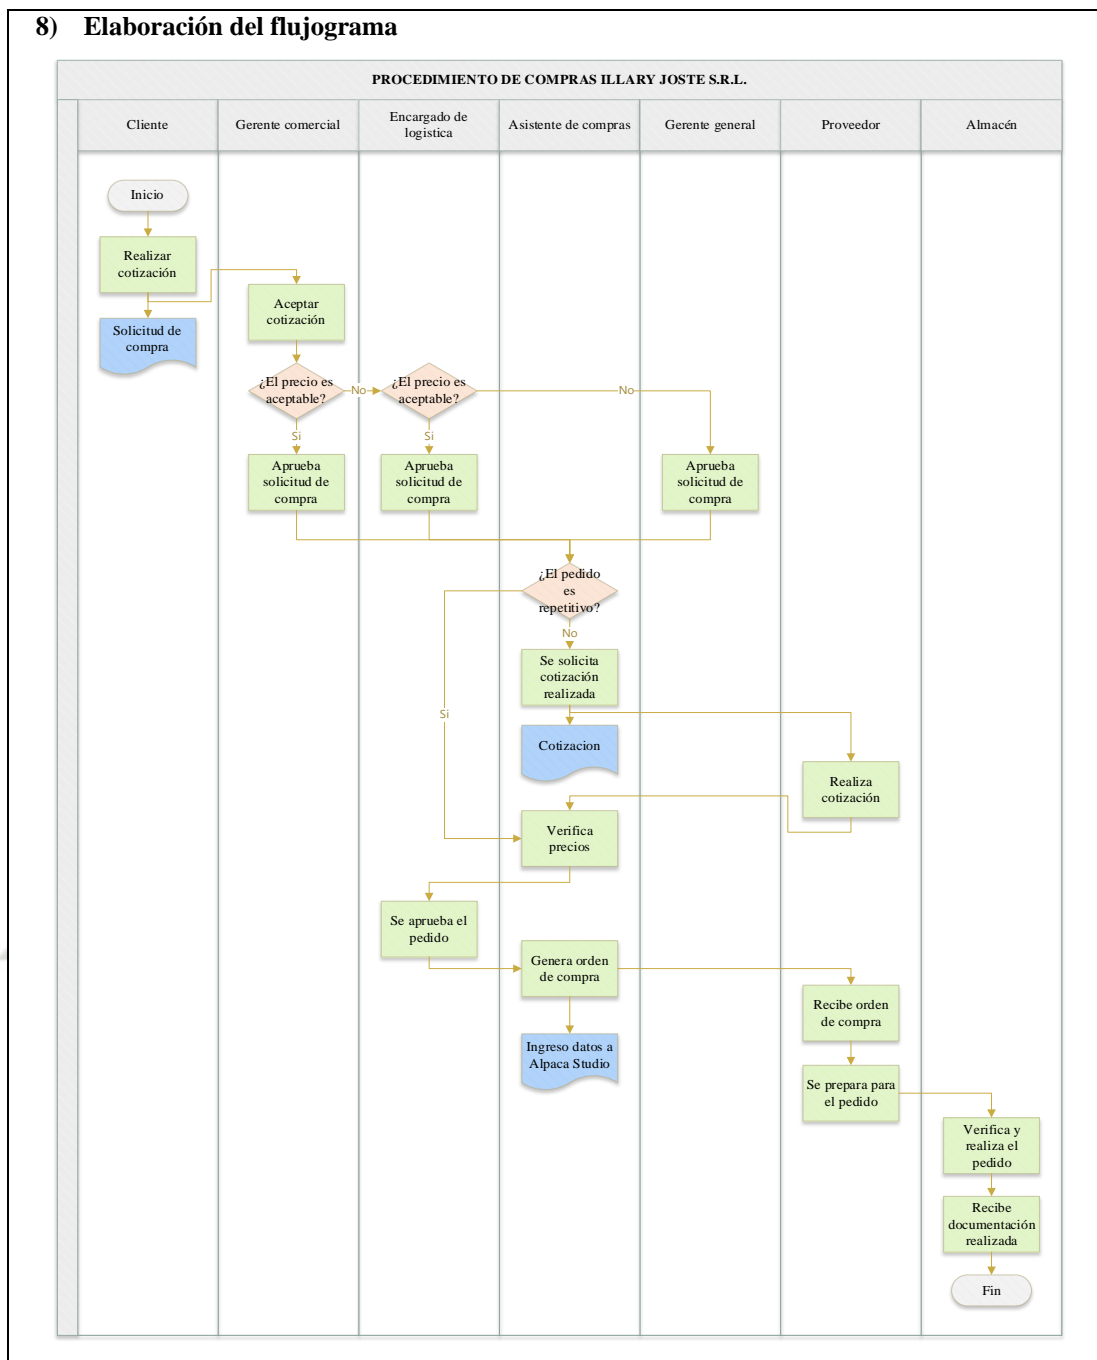 8) Elaboración del flujograma
PROCEDIMIENTO DE COMPRAS ILLARY JOSTE S.R.L.
Cliente
Gerente comercial
Encargado de
logistica
Asistente de compras
Gerente general
Proveedor
Almacén
Inicio
Realizar
cotización
Solicitud de
compra
Aceptar
cotización
¿El precio es
aceptable?
No
¿El precio es
aceptable?
No
Si
Si
Aprueba
solicitud de
compra
Aprueba
solicitud de
compra
Aprueba
solicitud de
compra
¿El pedido
es
repetitivo?
No
Si
Se solicita
cotización
realizada
Cotizacion
Realiza
cotización
Verifica
precios
Se aprueba el
pedido
Genera orden
de compra
Ingreso datos a
Alpaca Studio
Recibe orden
de compra
Se prepara para
el pedido
Verifica y
realiza el
pedido
Recibe
documentación
realizada
Fin